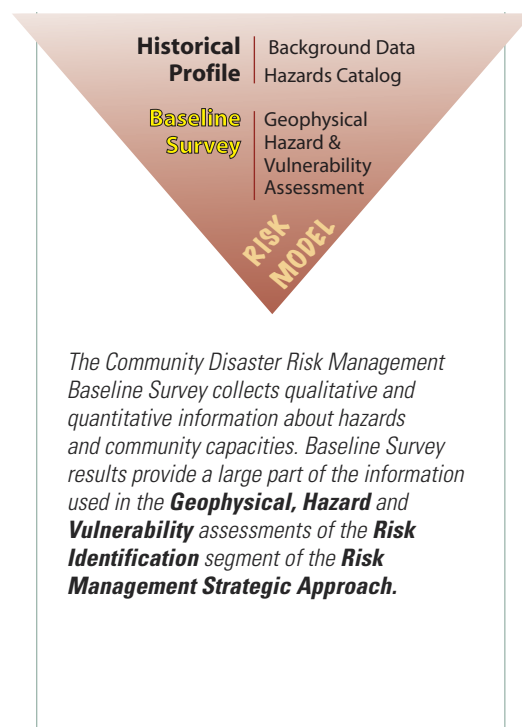 Historical Profile
Background Data
Hazards Catalog
Baseline Survey
Geophysical
Hazard &
Vulnerability
Assessment
RISK
MODEL
The Community Disaster Risk Management
Baseline Survey collects qualitative and
quantitative information about hazards
and community capacities. Baseline Survey
results provide a large part of the information
used in the Geophysical, Hazard and
Vulnerability assessments of the Risk
Identification segment of the Risk
Management Strategic Approach.